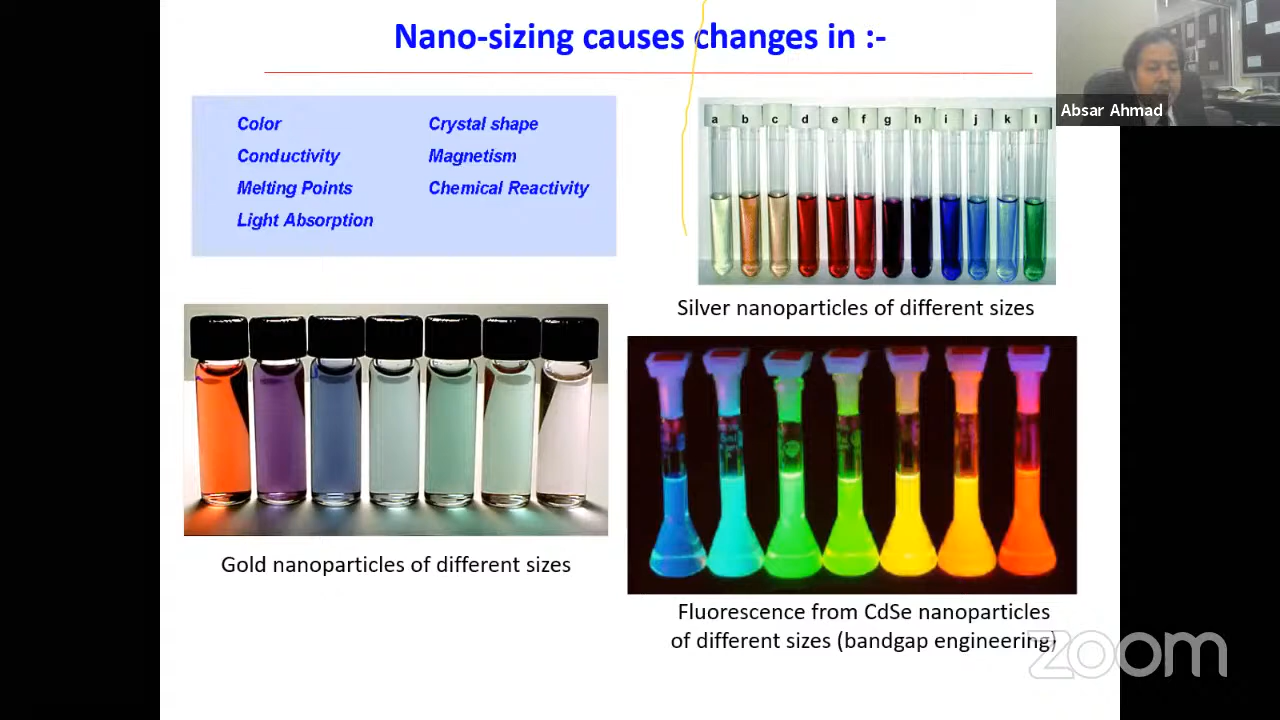 Nano-sizing causes changes in :-
Absar Ahmad
Color
Crystal shape
Conductivity
Magnetism
Melting Points
Chemical Reactivity
Light Absorption
a b c d e f g h i j k l
Silver nanoparticles of different sizes
Gold nanoparticles of different sizes
Fluorescence from CdSe nanoparticles
of different sizes (bandgap engineering)
zoom